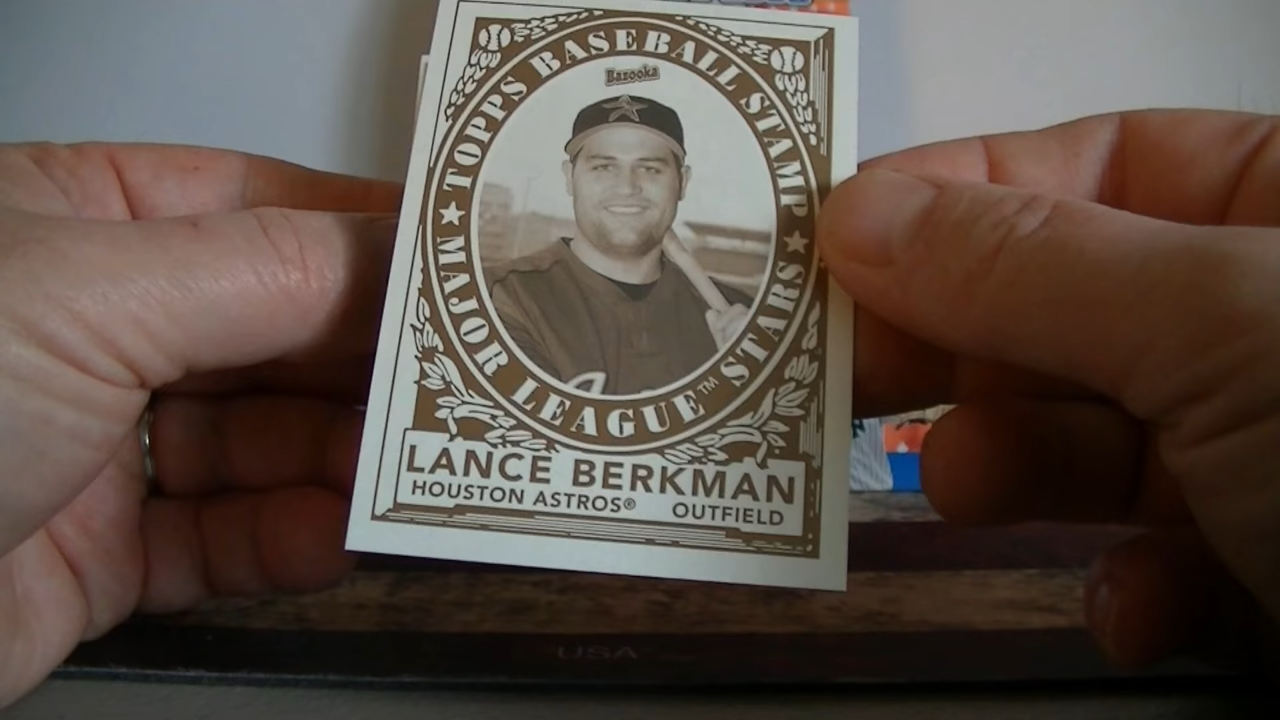 Bazooka
TOPPS BASEBALL STAMP
MAJOR LEAGUE™ STARS
LANCE BERKMAN
HOUSTON ASTROS® OUTFIELD
USA